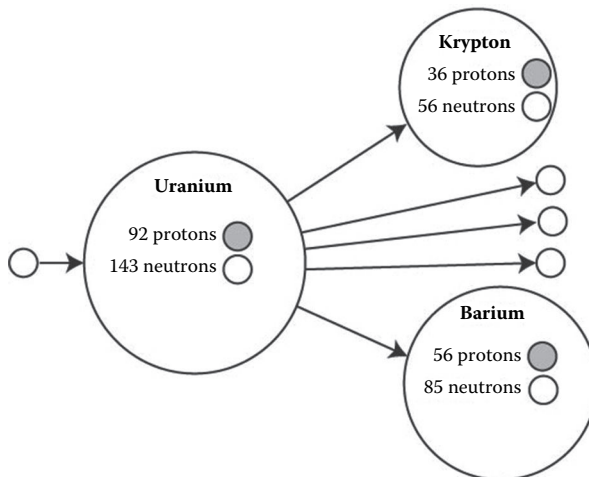 Krypton
36 protons
56 neutrons
Uranium
92 protons
143 neutrons
Barium
56 protons
85 neutrons